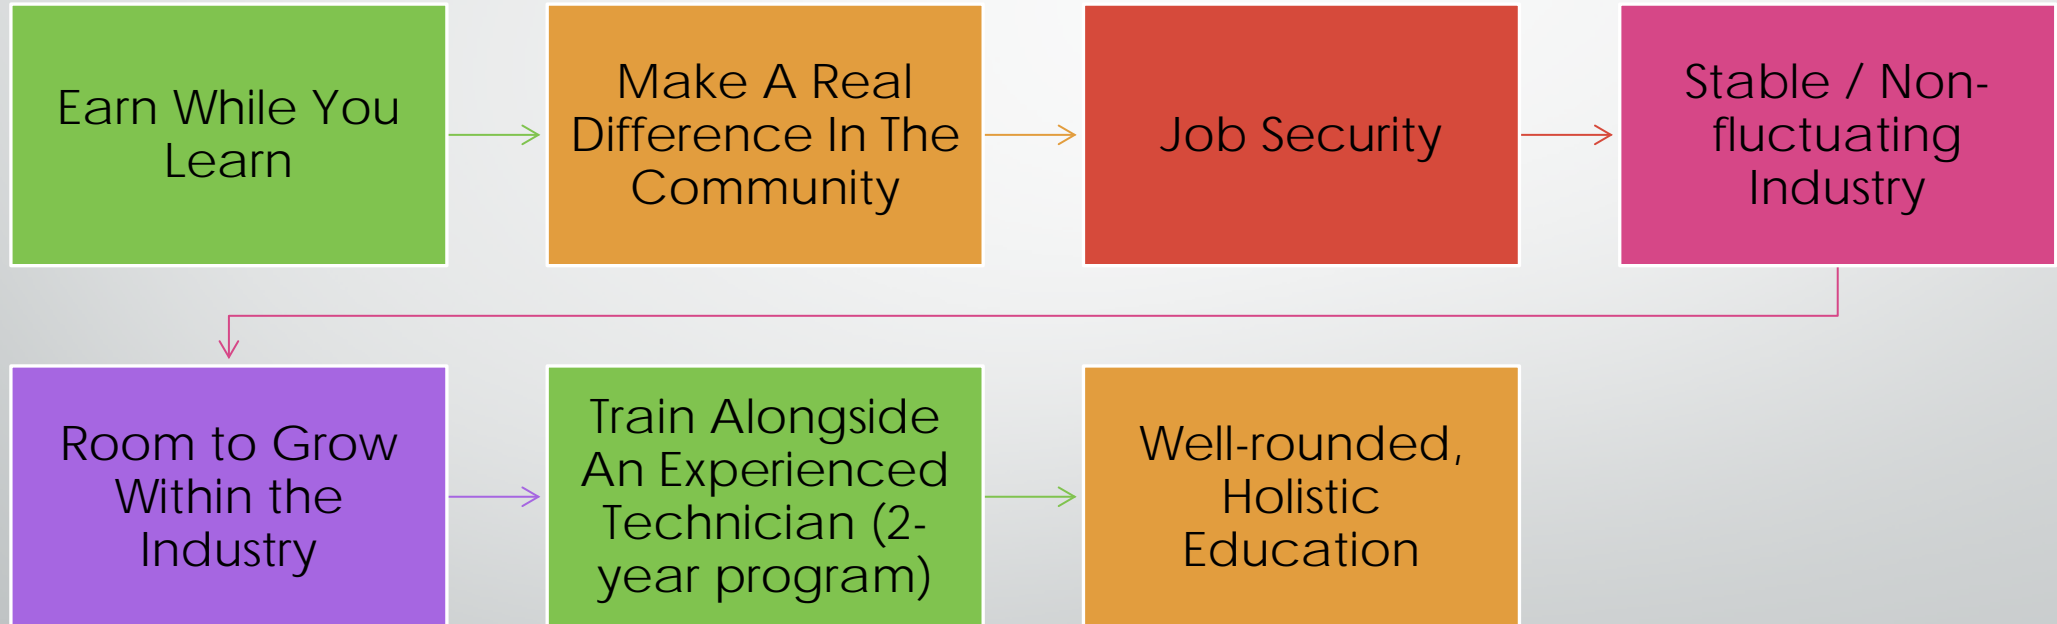 Earn While You
Learn
Make A Real
Difference In The
Community
Job Security
Stable / Non-
fluctuating
Industry
Room to Grow
Within the
Industry
Train Alongside
An Experienced
Technician (2-
year program)
Well-rounded,
Holistic
Education